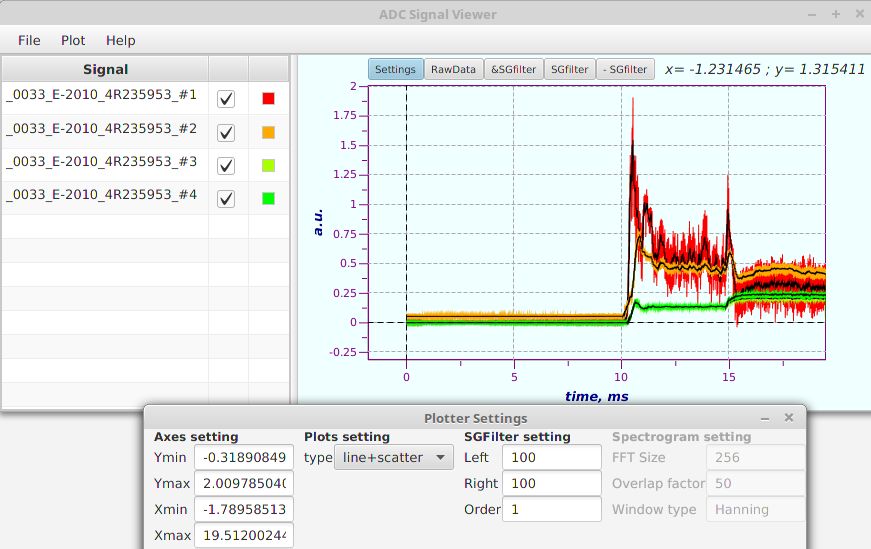 ADC Signal Viewer
File Plot Help
Signal
_0033_E-2010_4R235953_#1
_0033_E-2010_4R235953_#2
_0033_E-2010_4R235953_#3
_0033_E-2010_4R235953_#4
Settings RawData &SGfilter SGfilter - SGfilter x= -1.231465 ; y= 1.315411
2
1.75
1.5
1.25
1
0.75
0.5
0.25
0
-0.25
a.u.
0 5 10 15
time, ms
Plotter Settings
Axes setting Plots setting SGFilter setting Spectrogram setting
Ymin -0.31890849 type line+scatter Left 100 FFT Size 256
Ymax 2.009785040 Right 100 Overlap factor 50
Xmin -1.78958513 Order 1 Window type Hanning
Xmax 19.51200244